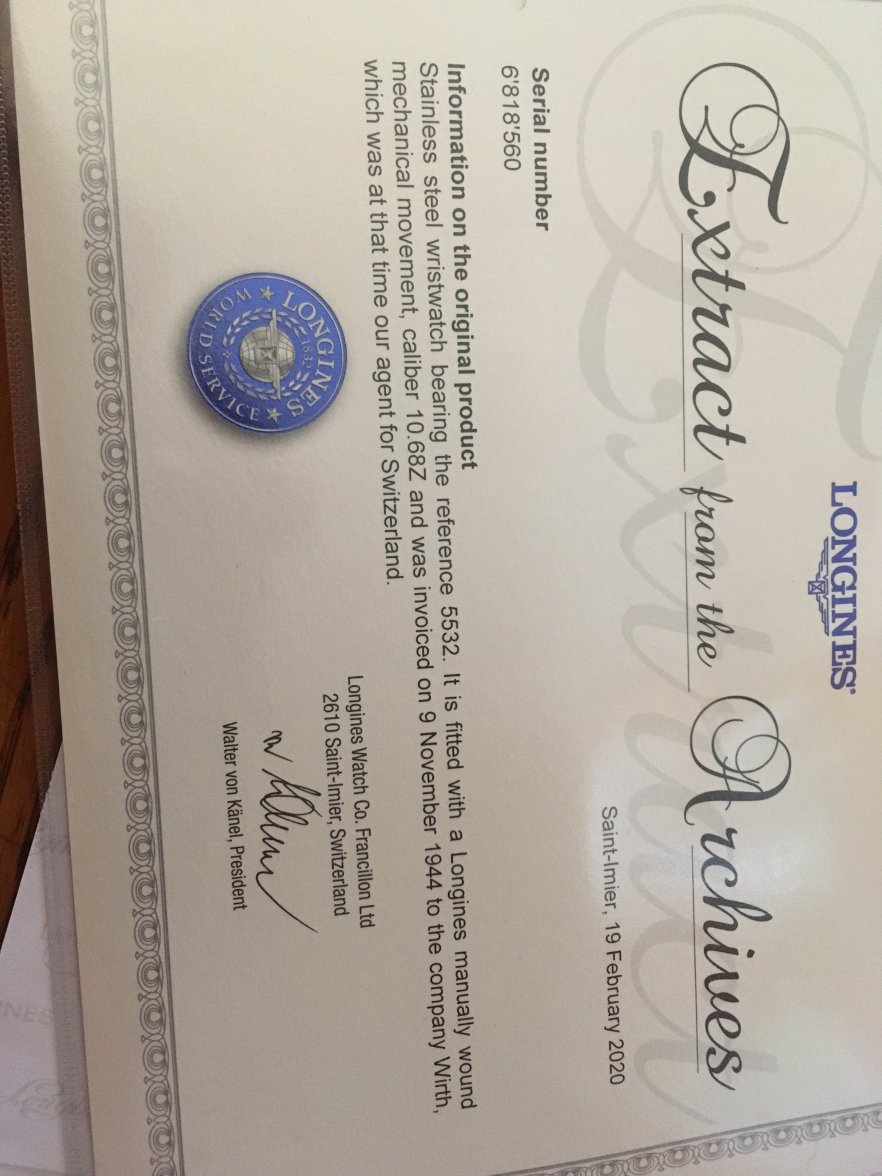 LONGINES®
Extract from the Archives
Saint-Imier, 19 February 2020
Serial number
6'818'560
Information on the original product
Stainless steel wristwatch bearing the reference 5532. It is fitted with a Longines manually wound
mechanical movement, caliber 10.68Z and was invoiced on 9 November 1944 to the company Wirth,
which was at that time our agent for Switzerland.
LONGINES
1832
WORLD SERVICE
Longines Watch Co. Francillon Ltd
2610 Saint-Imier, Switzerland
Walter von Känel, President